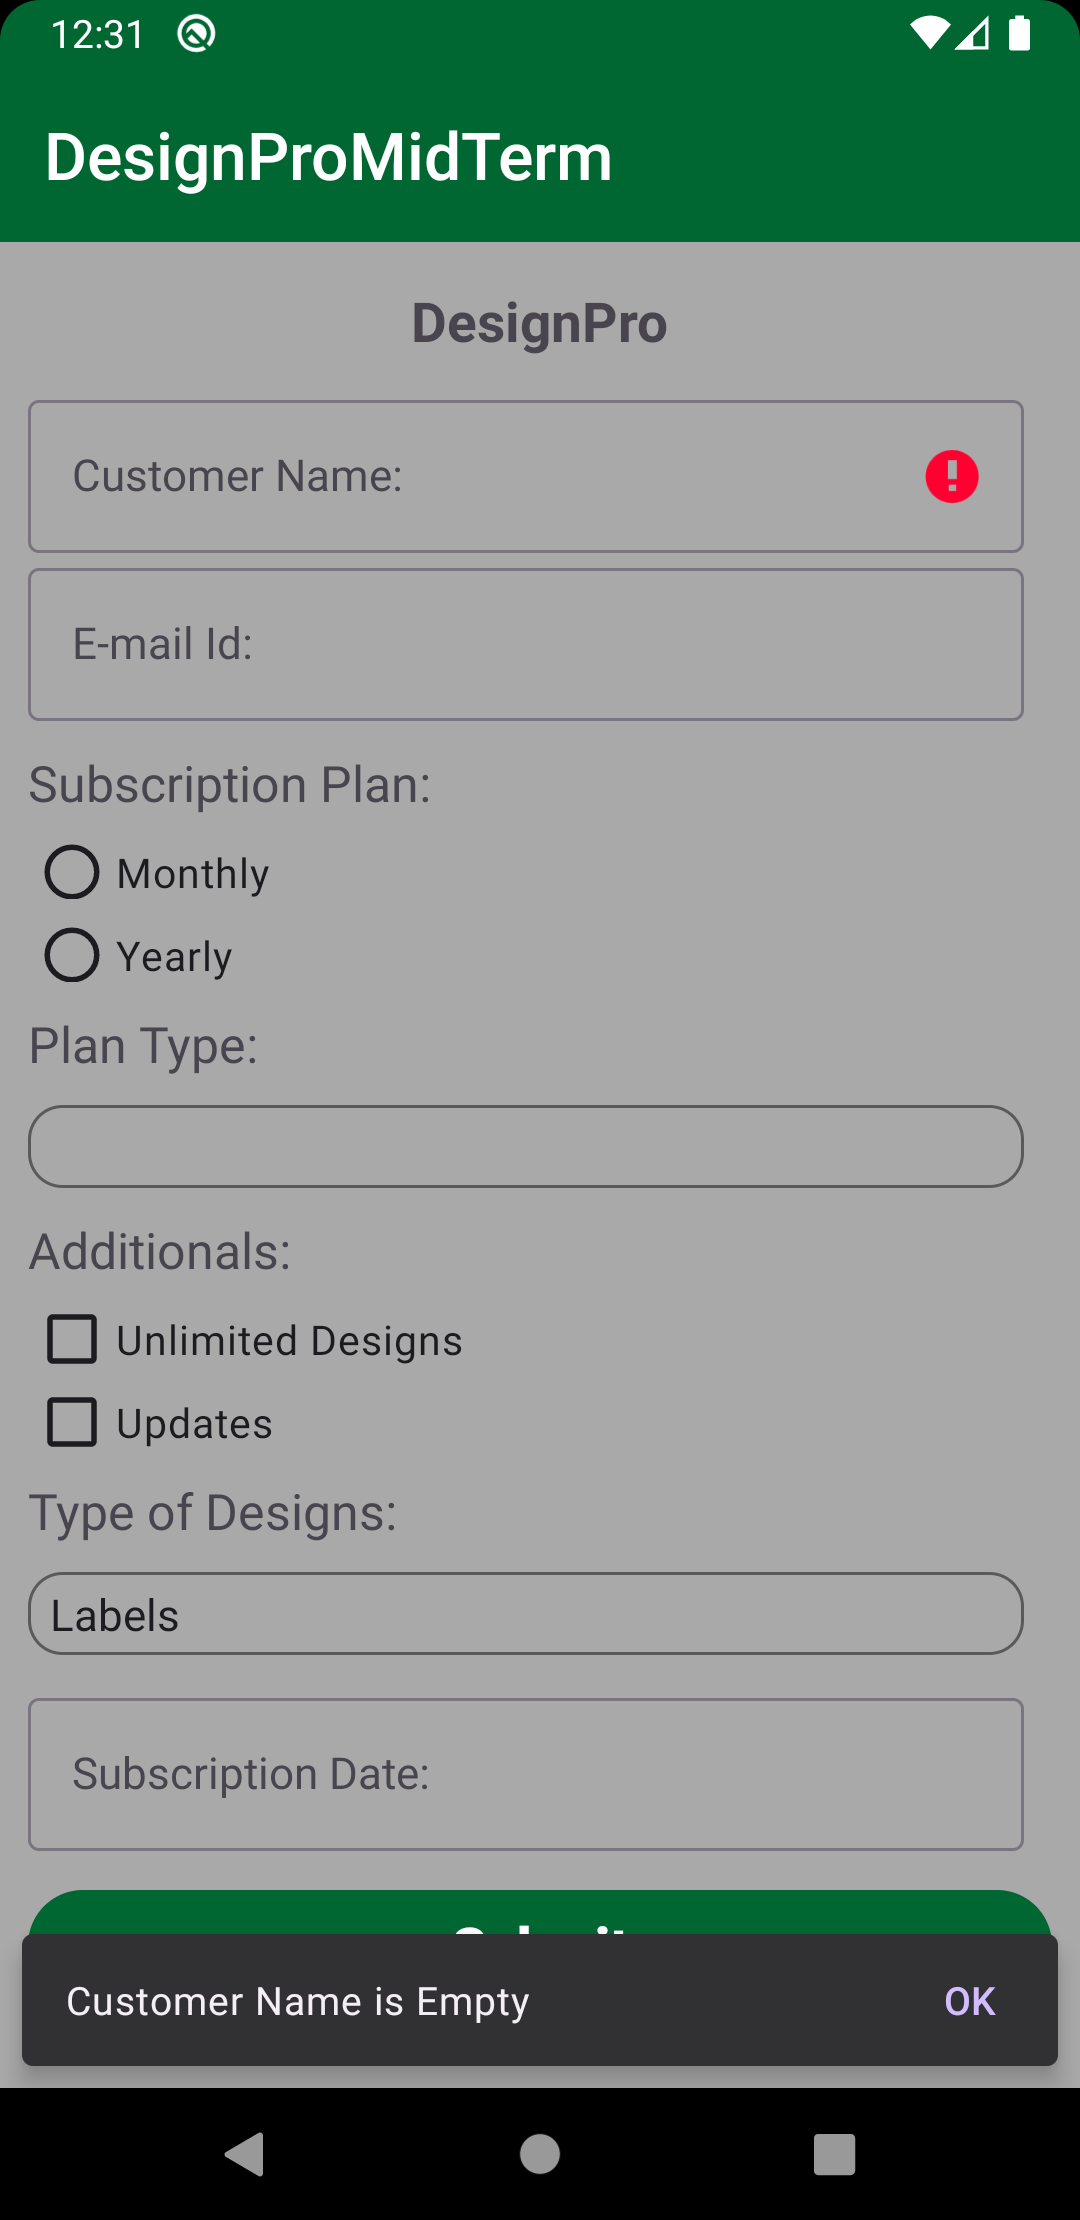 12:31
DesignProMidTerm
DesignPro
Customer Name:
E-mail Id:
Subscription Plan:
Monthly
Yearly
Plan Type:
Additionals:
Unlimited Designs
Updates
Type of Designs:
Labels
Subscription Date:
Submit
Customer Name is Empty
OK